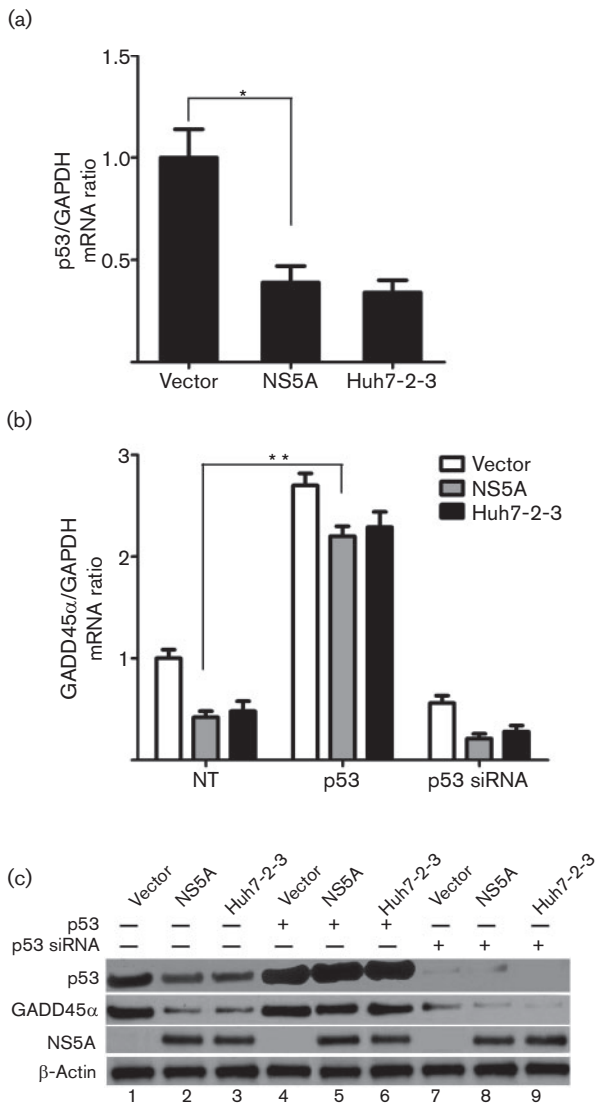 (a)
p53/GAPDH
mRNA ratio
1.5
1.0
0.5
*
Vector NS5A Huh7-2-3
(b)
GADD45α/GAPDH
mRNA ratio
3
2
1
**
Vector
NS5A
Huh7-2-3
NT p53 p53 siRNA
(c)
Vector NS5A Huh7-2-3 Vector NS5A Huh7-2-3 Vector NS5A Huh7-2-3
p53 — — — + + + — — —
p53 siRNA — — — — — — + + +
p53
GADD45α
NS5A
β-Actin
1 2 3 4 5 6 7 8 9